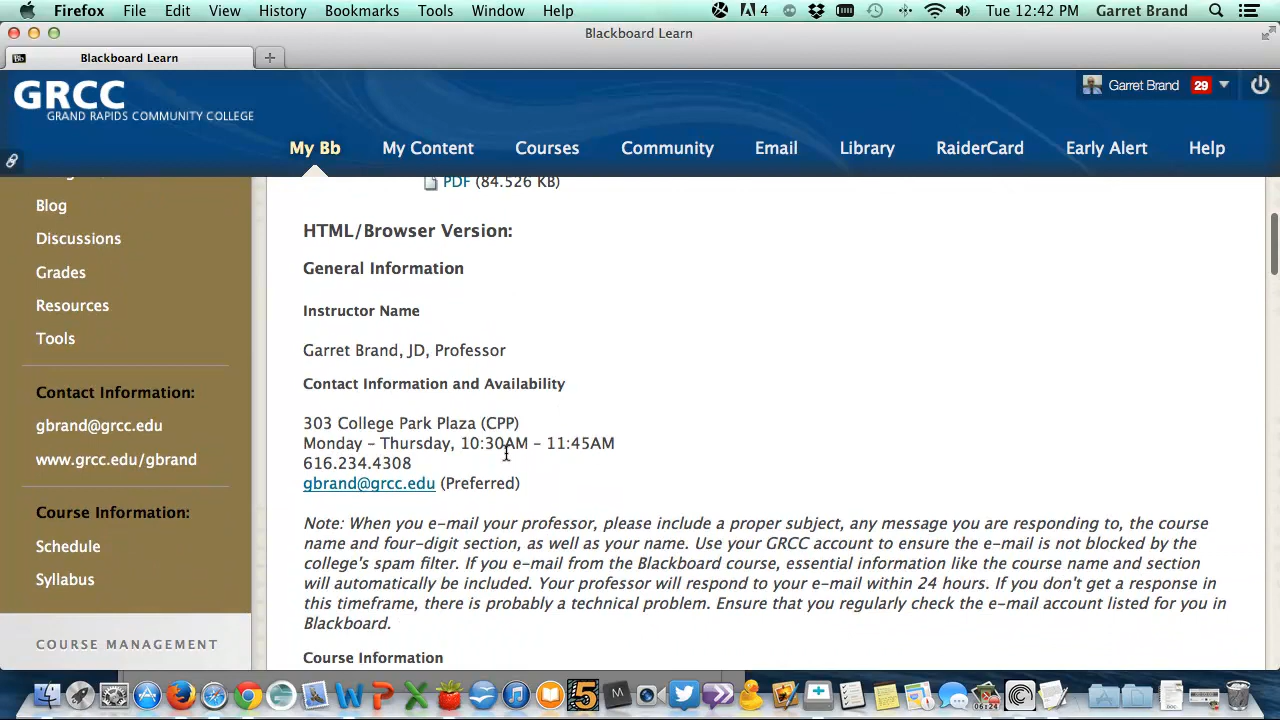 Firefox File Edit View History Bookmarks Tools Window Help 4 Tue 12:42 PM Garret Brand
Blackboard Learn
Bb Blackboard Learn +
GRCC
GRAND RAPIDS COMMUNITY COLLEGE
Garret Brand 29
My Bb My Content Courses Community Email Library RaiderCard Early Alert Help
Blog
Discussions
Grades
Resources
Tools
Contact Information:
gbrand@grcc.edu
www.grcc.edu/gbrand
Course Information:
Schedule
Syllabus
COURSE MANAGEMENT
PDF (84.526 KB)
HTML/Browser Version:
General Information
Instructor Name
Garret Brand, JD, Professor
Contact Information and Availability
303 College Park Plaza (CPP)
Monday – Thursday, 10:30AM – 11:45AM
616.234.4308
gbrand@grcc.edu (Preferred)
Note: When you e-mail your professor, please include a proper subject, any message you are responding to, the course
name and four-digit section, as well as your name. Use your GRCC account to ensure the e-mail is not blocked by the
college's spam filter. If you e-mail from the Blackboard course, essential information like the course name and section
will automatically be included. Your professor will respond to your e-mail within 24 hours. If you don't get a response in
this timeframe, there is probably a technical problem. Ensure that you regularly check the e-mail account listed for you in
Blackboard.
Course Information